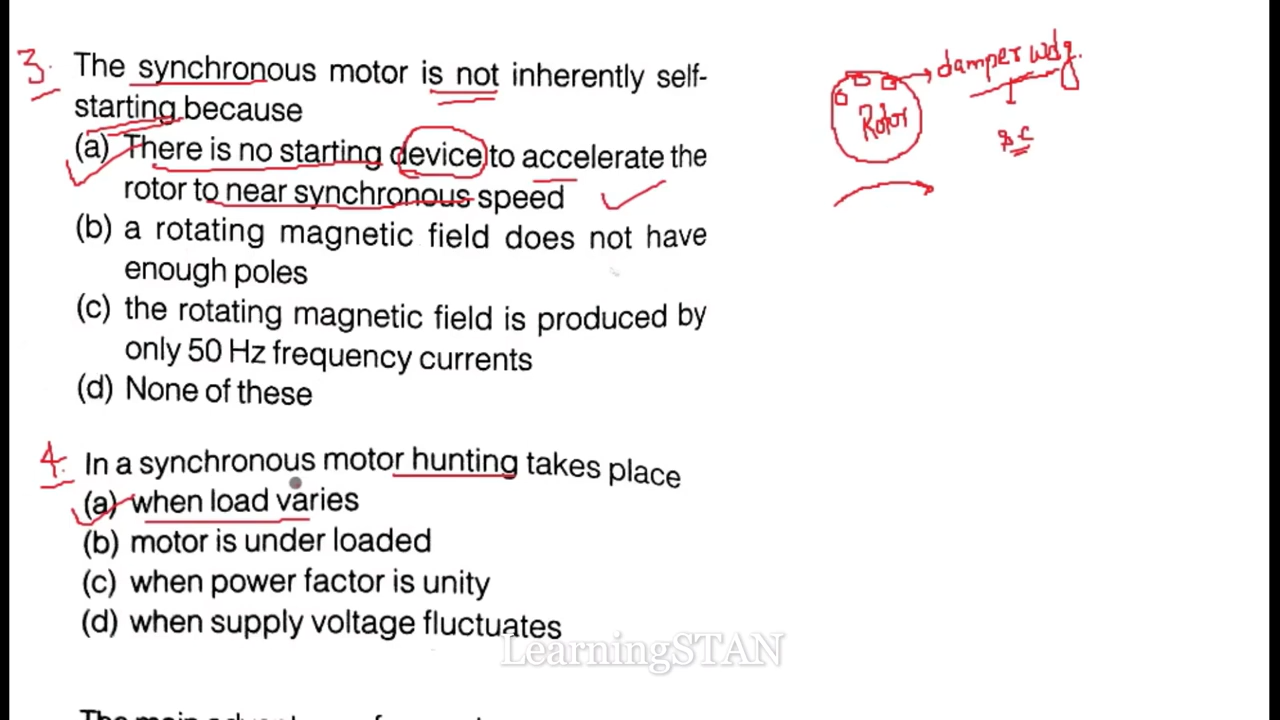 3.
The synchronous motor is not inherently self-
starting because
(a) There is no starting device to accelerate the
rotor to near synchronous speed
(b) a rotating magnetic field does not have
enough poles
(c) the rotating magnetic field is produced by
only 50 Hz frequency currents
(d) None of these
damper wdg.
Rotor
4.
In a synchronous motor hunting takes place
(a) when load varies
(b) motor is under loaded
(c) when power factor is unity
(d) when supply voltage fluctuates
LearningSTAN